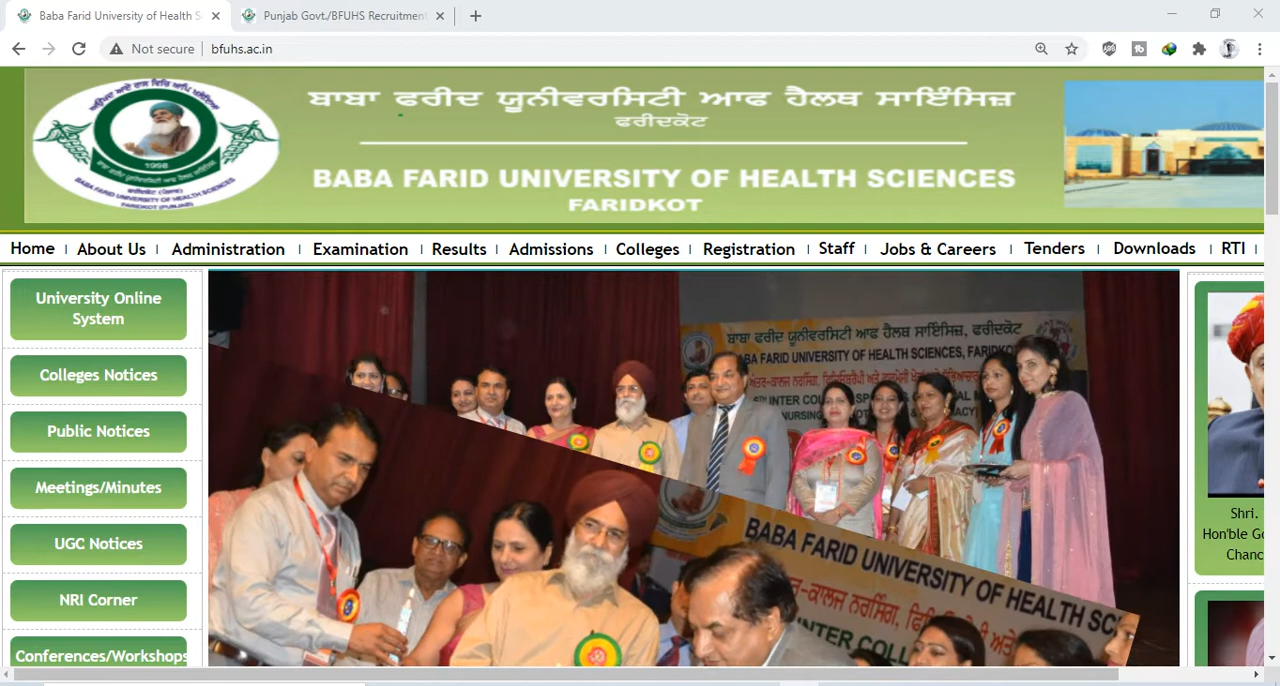 Baba Farid University of Health S
Punjab Govt./BFUHS Recruitment
Not secure
bfuhs.ac.in
1998
BABA FARID UNIVERSITY OF HEALTH SCIENCES
FARIDKOT (PUNJAB)
ਬਾਬਾ ਫਰੀਦ ਯੂਨੀਵਰਸਿਟੀ ਆਫ ਹੈਲਥ ਸਾਇੰਸਿਜ਼
ਫਰੀਦਕੋਟ
BABA FARID UNIVERSITY OF HEALTH SCIENCES
FARIDKOT
Home About Us Administration Examination Results Admissions Colleges Registration Staff Jobs & Careers Tenders Downloads RTI
University Online
System
Colleges Notices
Public Notices
Meetings/Minutes
UGC Notices
NRI Corner
Conferences/Workshops
ਬਾਬਾ ਫਰੀਦ ਯੂਨੀਵਰਸਿਟੀ ਆਫ ਹੈਲਥ ਸਾਇੰਸਿਜ਼, ਫਰੀਦਕੋਟ
BABA FARID UNIVERSITY OF HEALTH SCIENCES, FARIDKO
INTER COL
NURSING
BABA FARID UNIVERSITY OF HEALTH SC
INTER COLL
Shri.
Hon'ble Go
Chanc